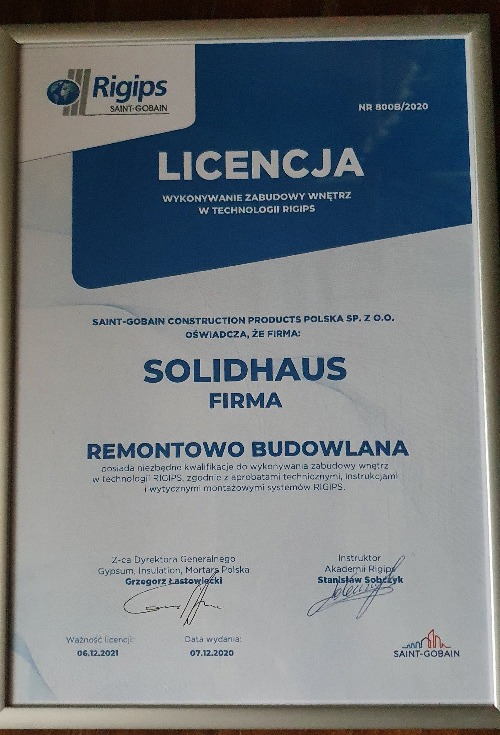 Rigips
SAINT-GOBAIN
NR 800B/2020
LICENCJA
WYKONYWANIE ZABUDOWY WNĘTRZ
W TECHNOLOGII RIGIPS
SAINT-GOBAIN CONSTRUCTION PRODUCTS POLSKA SP. Z O.O.
OŚWIADCZA, ŻE FIRMA:
SOLIDHAUS
FIRMA
REMONTOWO BUDOWLANA
posiada niezbędne kwalifikacje do wykonywania zabudowy wnętrz
w technologii RIGIPS, zgodnie z aprobatami technicznymi, instrukcjami
i wytycznymi montażowymi systemów RIGIPS.
Z-ca Dyrektora Generalnego
Gypsum, Insulation, Mortars Polska
Grzegorz Łastowiecki
Instruktor
Akademii Rigips
Stanisław Sobczyk
Ważność licencji:
06.12.2021
Data wydania:
07.12.2020
SAINT-GOBAIN